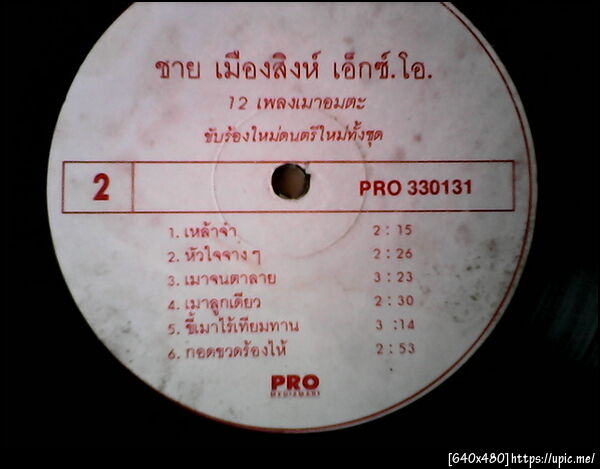 ชาย เมืองสิงห์ เอ็กซ์.โอ.
12 เพลงเมาอมตะ
ขับร้องใหม่ดนตรีใหม่ทั้งชุด
2 PRO 330131
1. เหล้าจ๋า 2 : 15
2. หัวใจจาง ๆ 2 : 26
3. เมาจนตาลาย 3 : 23
4. เมาลูกเดียว 2 : 30
5. ขี้เมาไร้เทียมทาน 3 :14
6. กอดขวดร้องไห้ 2 : 53
PRO
MEDIAMARK
[640x480]https://upic.me/